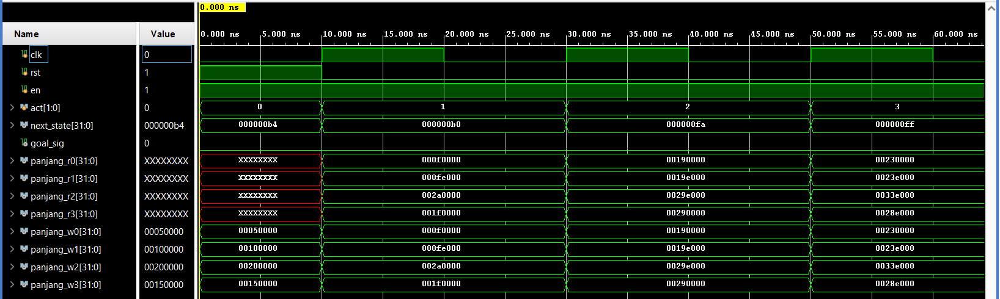 0.000 ns
Name Value 0.000 ns 5.000 ns 10.000 ns 15.000 ns 20.000 ns 25.000 ns 30.000 ns 35.000 ns 40.000 ns 45.000 ns 50.000 ns 55.000 ns 60.000 ns
clk 0
rst 1
en 1
act[1:0] 0 0 1 2 3
next_state[31:0] 000000b4 000000b4 000000b0 000000fa 000000ff
goal_sig 0
panjang_r0[31:0] XXXXXXXX XXXXXXXX 000f0000 00190000 00230000
panjang_r1[31:0] XXXXXXXX XXXXXXXX 000fe000 0019e000 0023e000
panjang_r2[31:0] XXXXXXXX XXXXXXXX 002a0000 0029e000 0033e000
panjang_r3[31:0] XXXXXXXX XXXXXXXX 001f0000 00290000 0028e000
panjang_w0[31:0] 00050000 00050000 000f0000 00190000 00230000
panjang_w1[31:0] 00100000 00100000 000fe000 0019e000 0023e000
panjang_w2[31:0] 00200000 00200000 002a0000 0029e000 0033e000
panjang_w3[31:0] 00150000 00150000 001f0000 00290000 0028e000